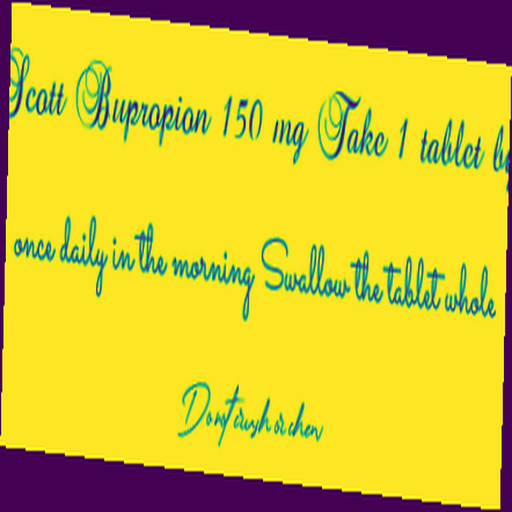 Scott Bupropion 150 mg Take 1 tablet by
once daily in the morning Swallow the tablet whole
Don't crush or chew